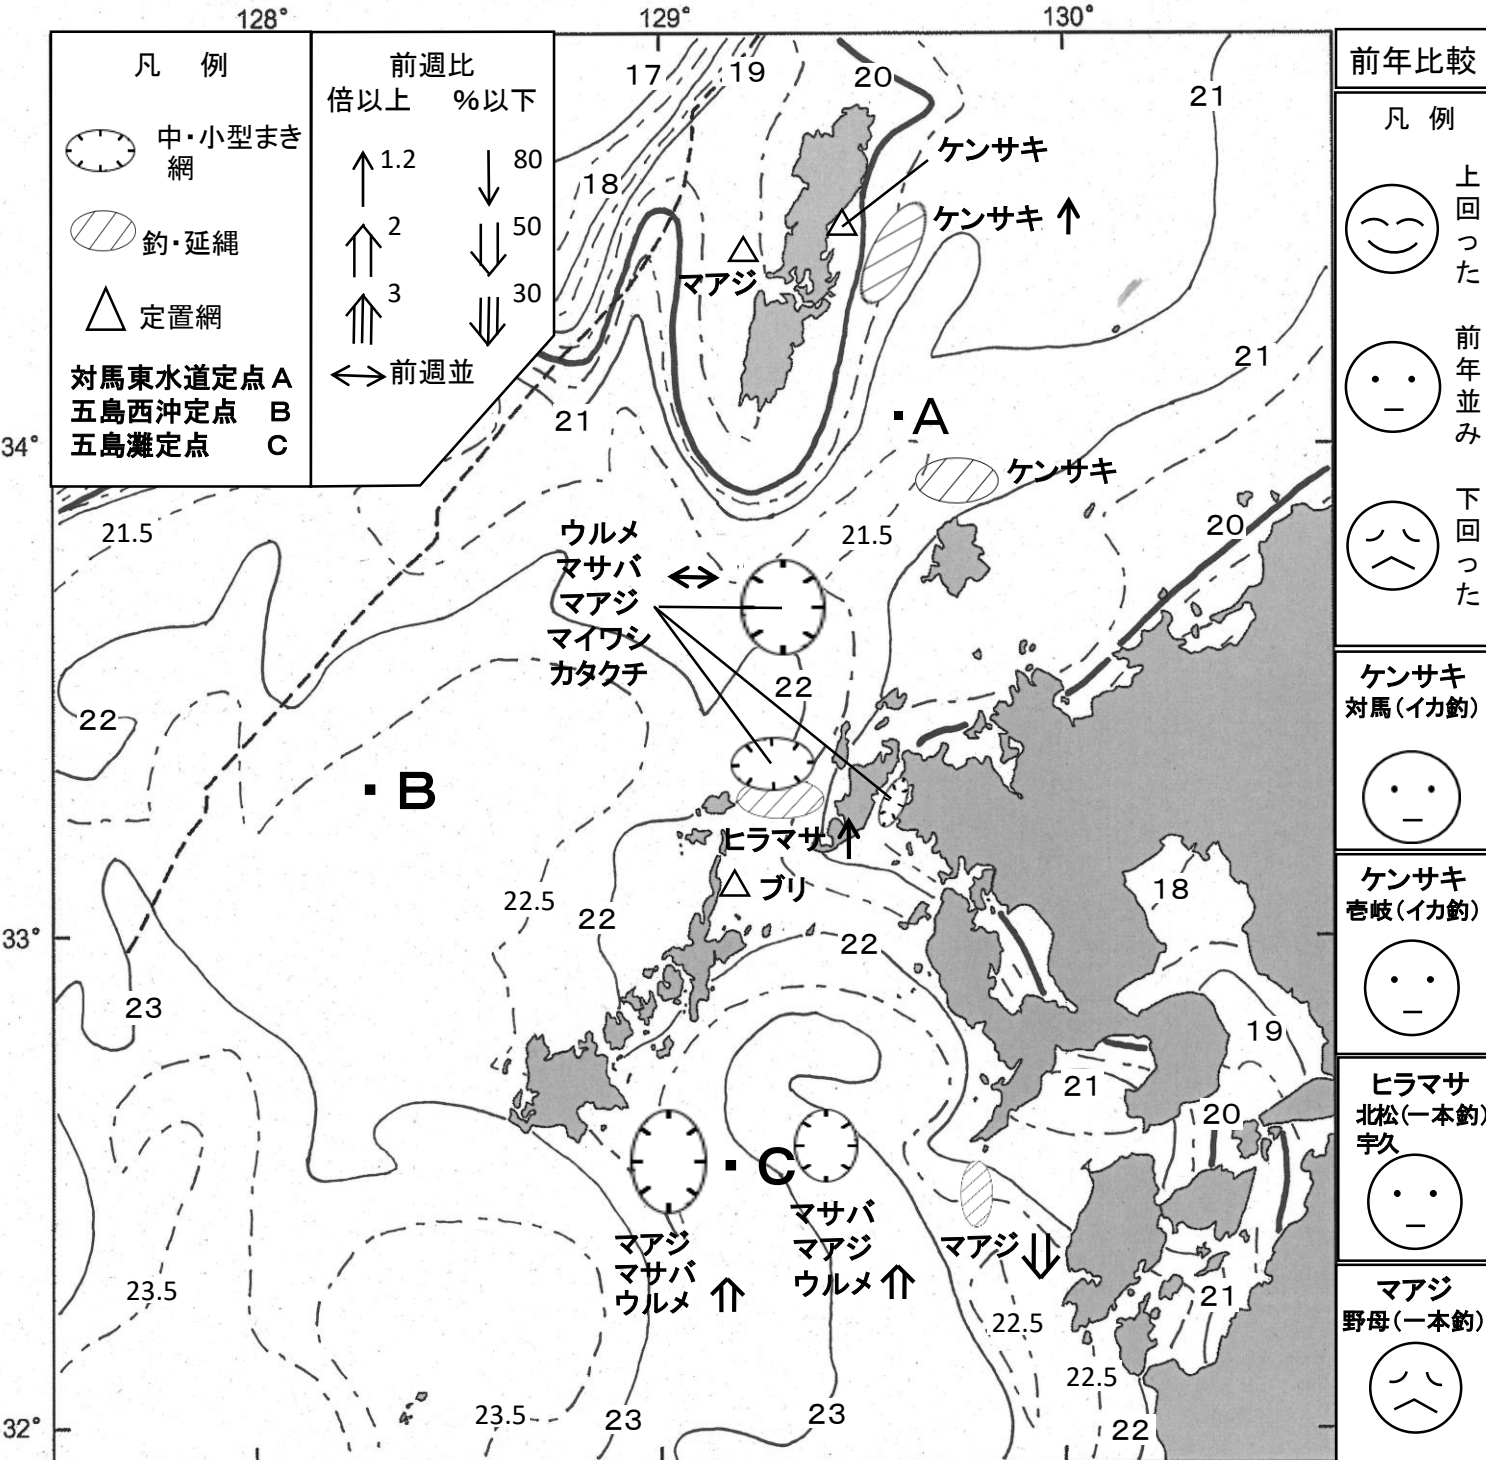 128°
129°
130°
凡 例
中・小型まき
網
釣・延縄
定置網
対馬東水道定点 A
五島西沖定点 B
五島灘定点 C
前週比
倍以上 %以下
1.2
80
2
50
3
30
前週並
前年比較
凡 例
上回った
前年並み
下回った
ケンサキ
対馬(イカ釣)
ケンサキ
壱岐(イカ釣)
ヒラマサ
北松(一本釣)
宇久
マアジ
野母(一本釣)
17
19
20
21
18
ケンサキ
ケンサキ
マアジ
21
21
A
34°
ケンサキ
21.5
21.5
20
ウルメ
マサバ
マアジ
マイワシ
カタクチ
22
22
B
ヒラマサ
ブリ
22.5
22
18
33°
22
23
19
21
20
C
マサバ
マアジ
ウルメ
マアジ
マアジ
マサバ
ウルメ
23.5
21
22.5
22.5
23.5
23
23
22
32°